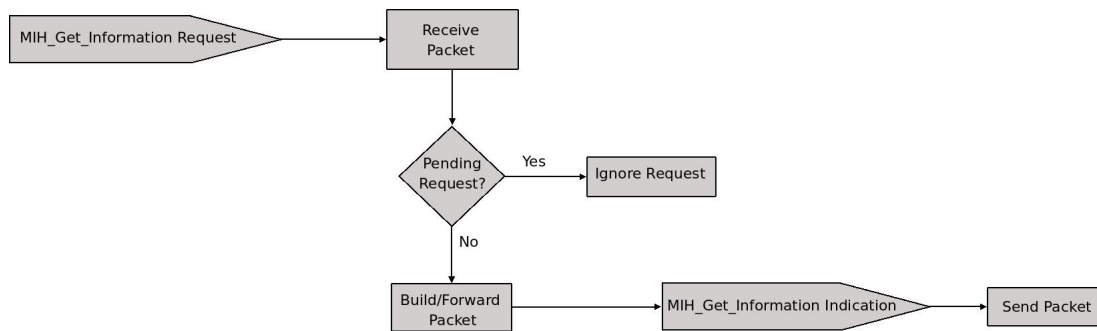 MIH_Get_Information Request
Receive
Packet
Pending
Request?
Yes
Ignore Request
No
Build/Forward
Packet
MIH_Get_Information Indication
Send Packet